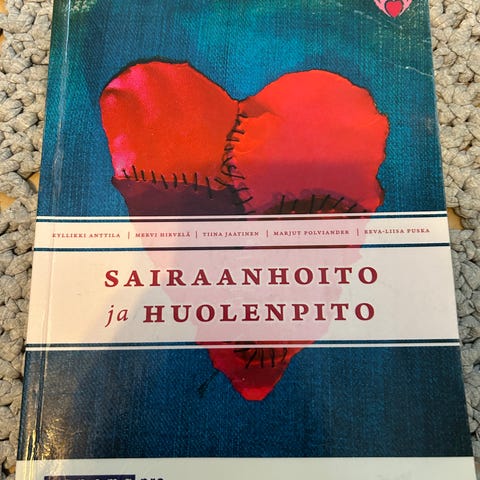 KYLLIKKI ANTTILA | MERVI HIRVELÄ | TIINA JAATINEN | MARJUT POLVIANDER | EEVA-LIISA PUSKA
SAIRAANHOITO
ja HUOLENPITO